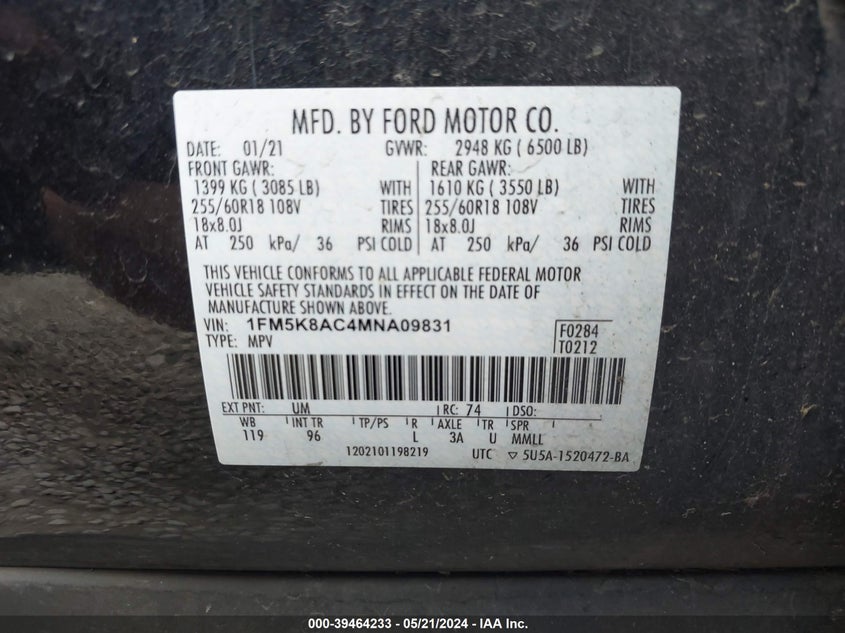 MFD. BY FORD MOTOR CO.
DATE: 01/21 GVWR: 2948 KG ( 6500 LB)
FRONT GAWR: REAR GAWR:
1399 KG ( 3085 LB) WITH 1610 KG ( 3550 LB) WITH
255/60R18 108V TIRES 255/60R18 108V TIRES
18x8.0J RIMS 18x8.0J RIMS
AT 250 kPa/ 36 PSI COLD AT 250 kPa/ 36 PSI COLD
THIS VEHICLE CONFORMS TO ALL APPLICABLE FEDERAL MOTOR
VEHICLE SAFETY STANDARDS IN EFFECT ON THE DATE OF
MANUFACTURE SHOWN ABOVE.
VIN: 1FM5K8AC4MNA09831 F0284
TYPE: MPV T0212
EXT PNT: UM RC: 74 DSO:
WB INT TR TP/PS R AXLE TR SPR
119 96 L 3A U MMLL
1202101198219 UTC ▽ 5U5A-1520472-BA
000-39464233 / 05/21/2024 - IAA Inc.